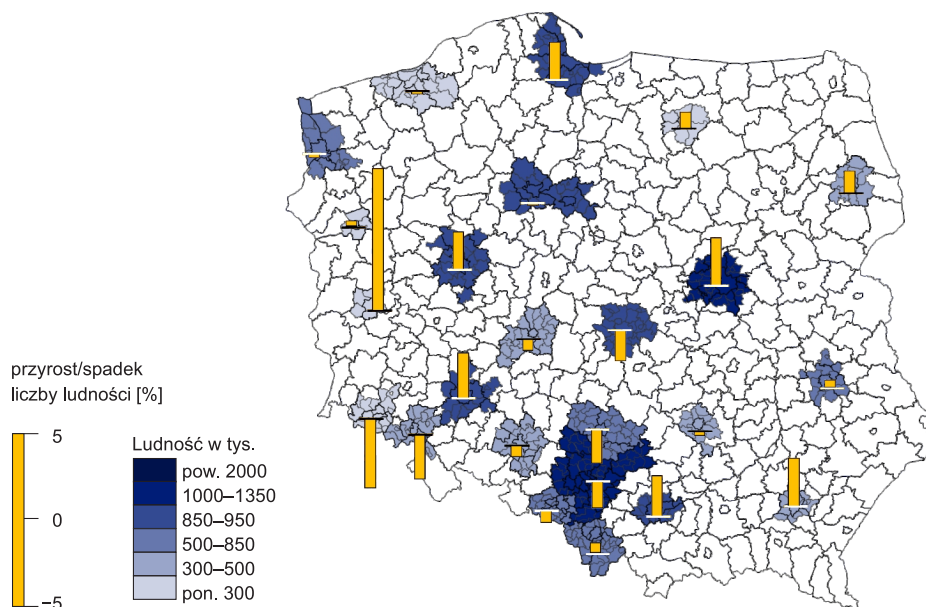 przyrost/spadek
liczby ludności [%]
5
0
−5
Ludność w tys.
pow. 2000
1000–1350
850–950
500–850
300–500
pon. 300